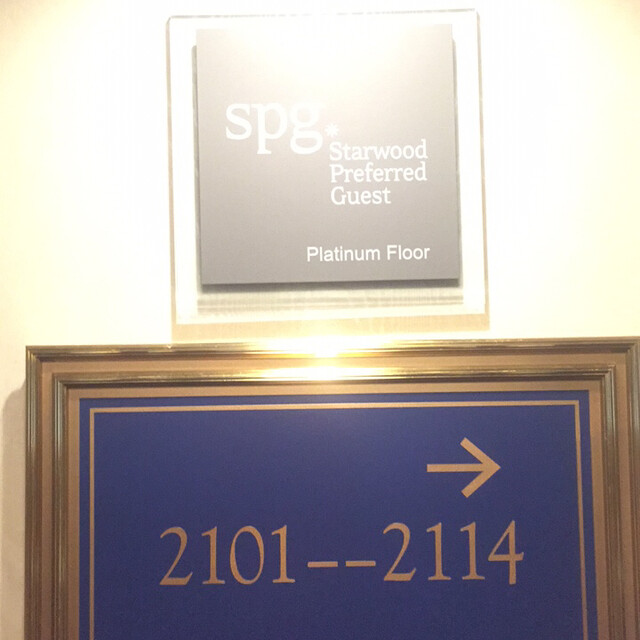 spg.*
Starwood
Preferred
Guest
Platinum Floor
→
2101--2114